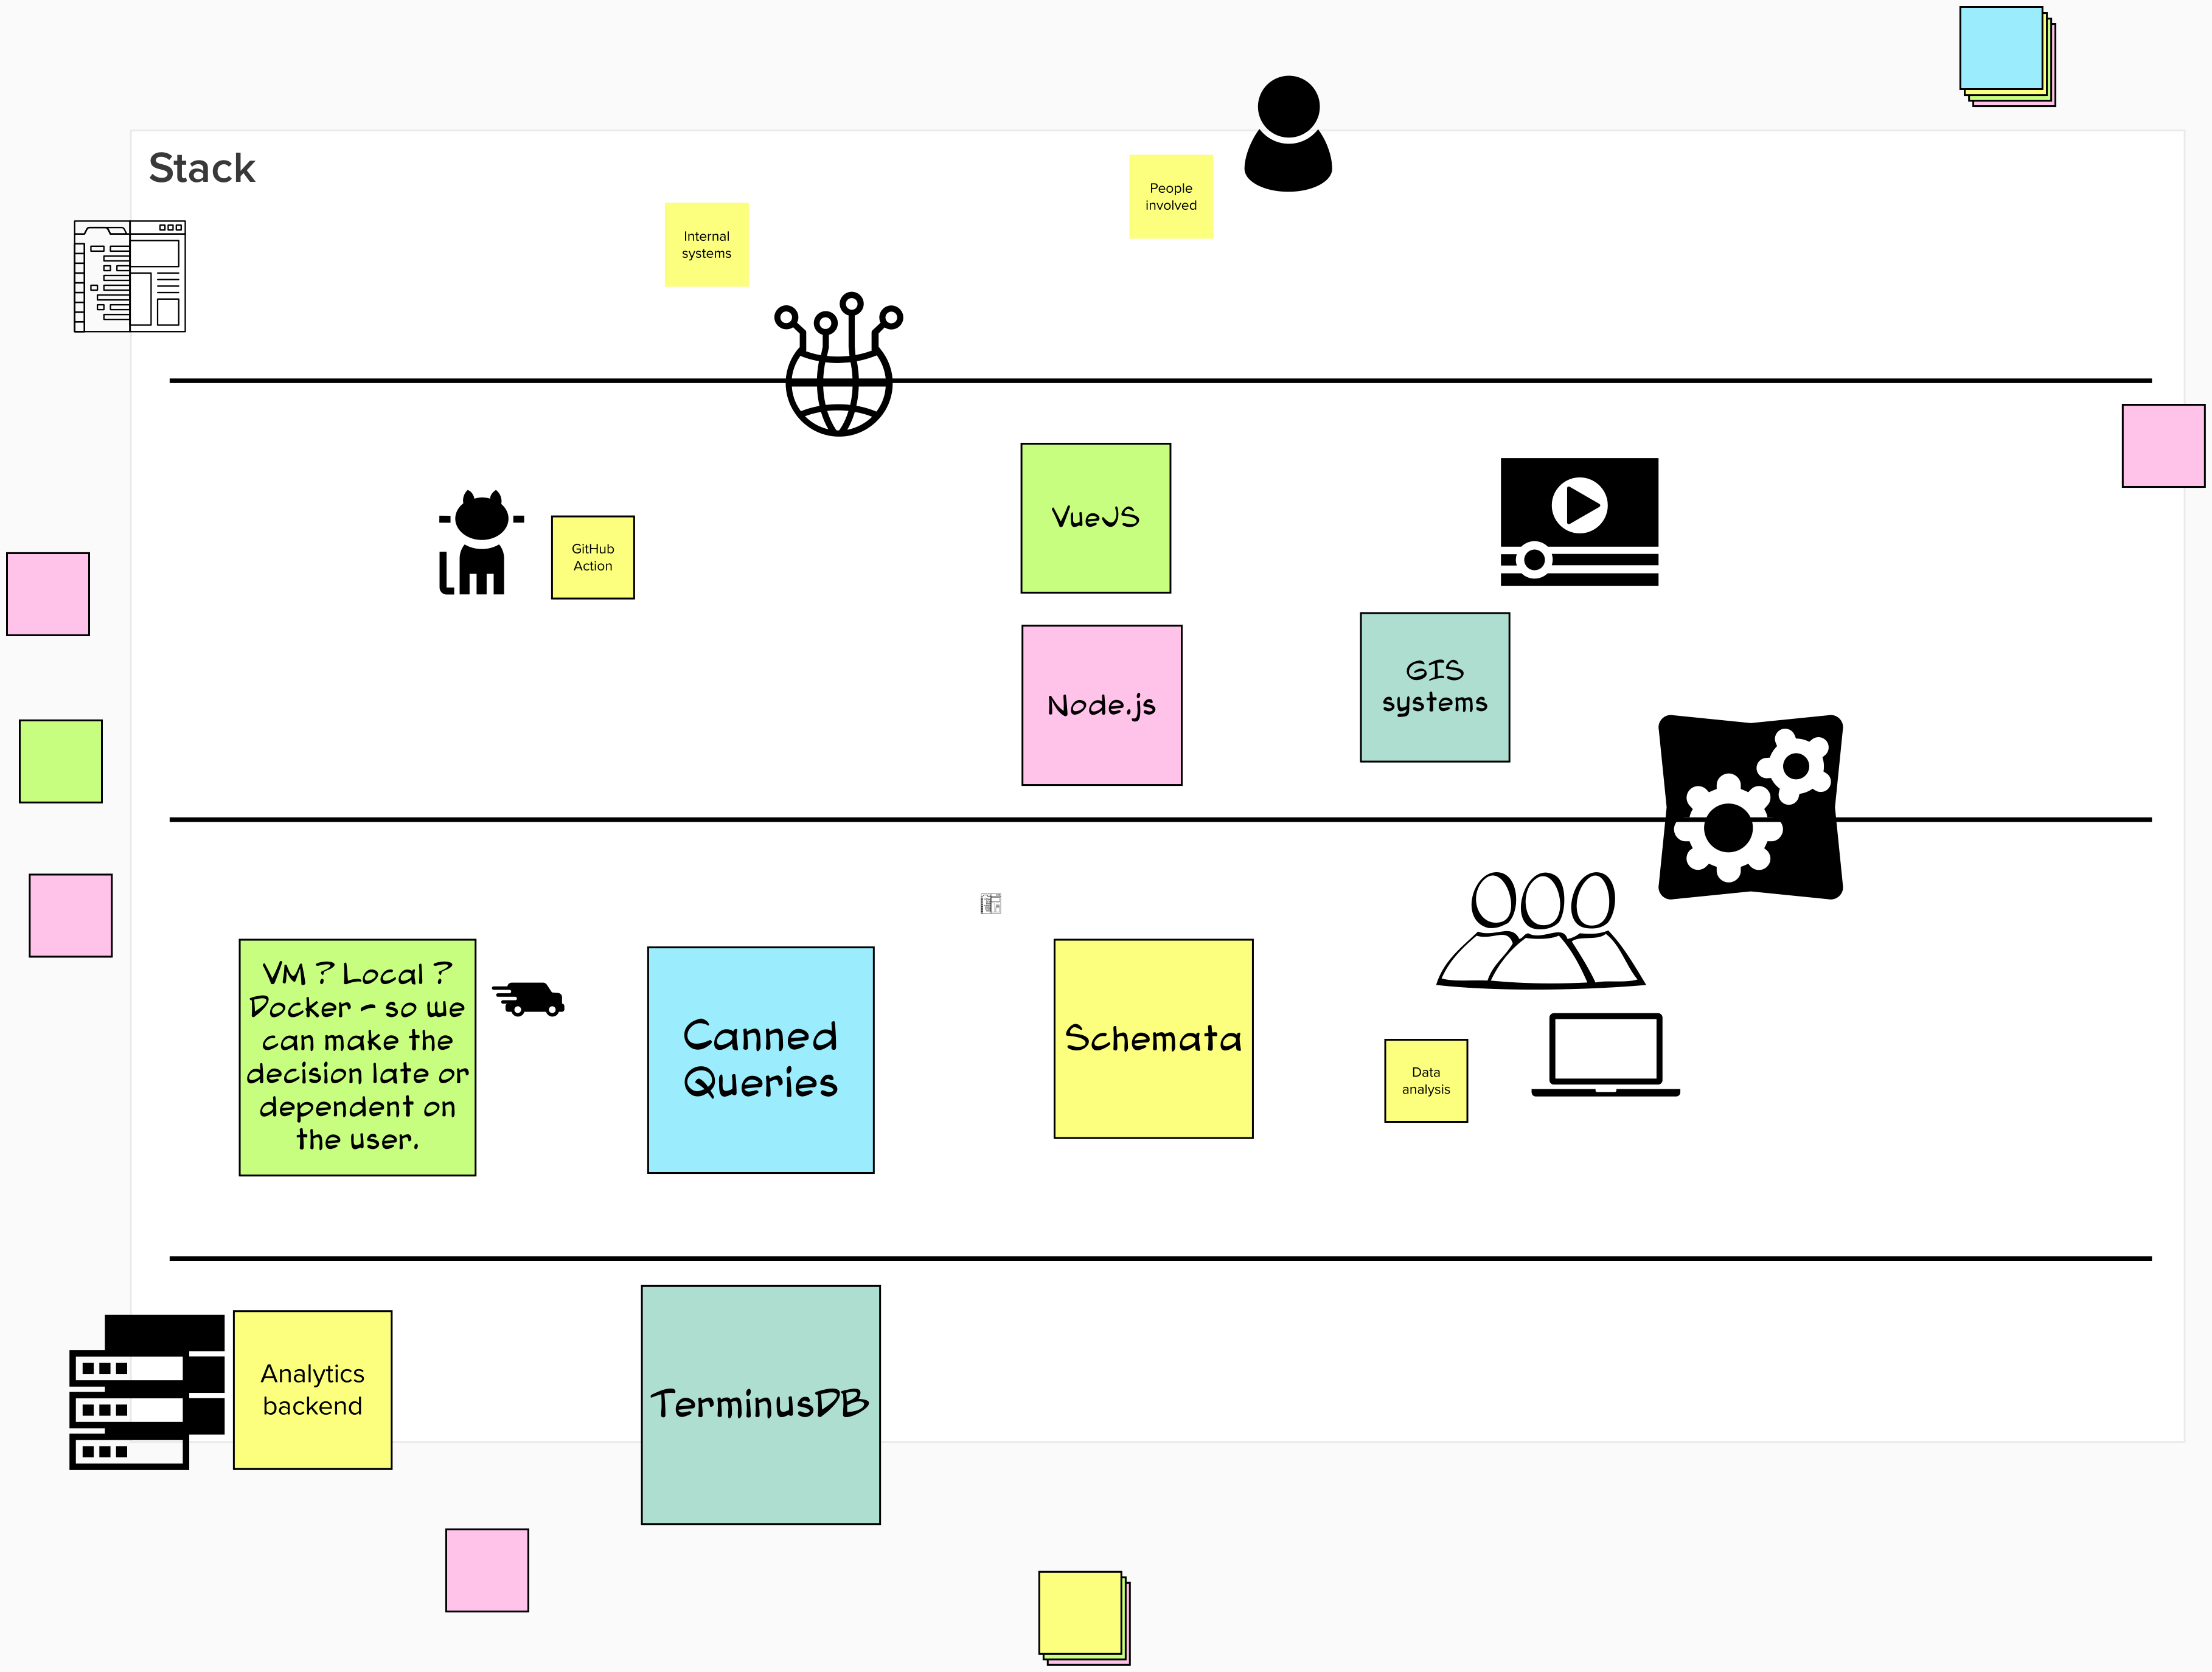 Stack
People
involved
Internal
systems
VueJS
GitHub
Action
Node.js
GIS
systems
VM ? Local ?
Docker - so we
can make the
decision late or
dependent on
the user.
Canned
Queries
Schemata
Data
analysis
Analytics
backend
TerminusDB